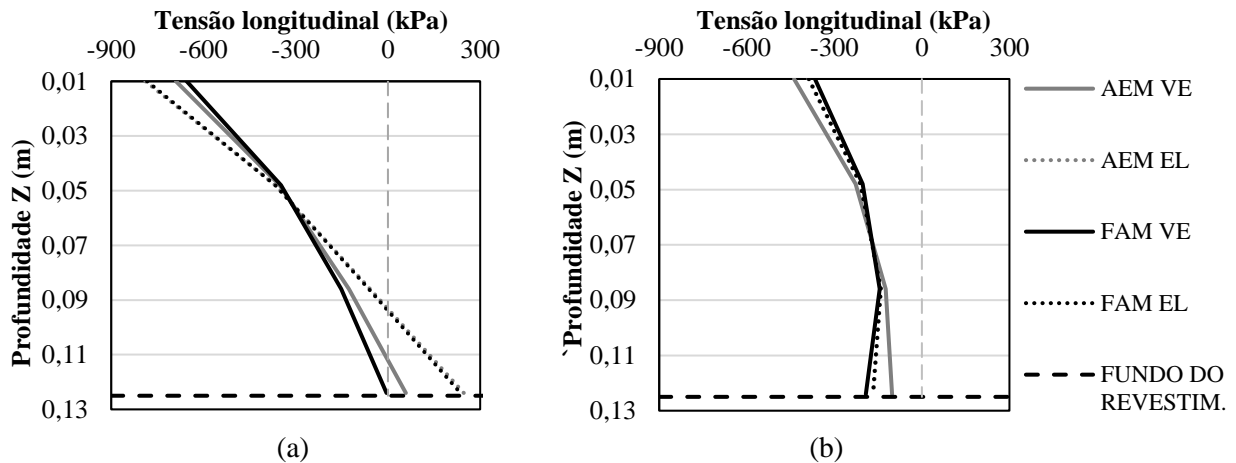 Tensão longitudinal (kPa)
-900 -600 -300 0 300
0,01
0,03
0,05
0,07
0,09
0,11
0,13
Profundidade Z (m)
(a)
Tensão longitudinal (kPa)
-900 -600 -300 0 300
0,01
0,03
0,05
0,07
0,09
0,11
0,13
`Profundidade Z (m)
(b)
AEM VE
AEM EL
FAM VE
FAM EL
FUNDO DO
REVESTIM.